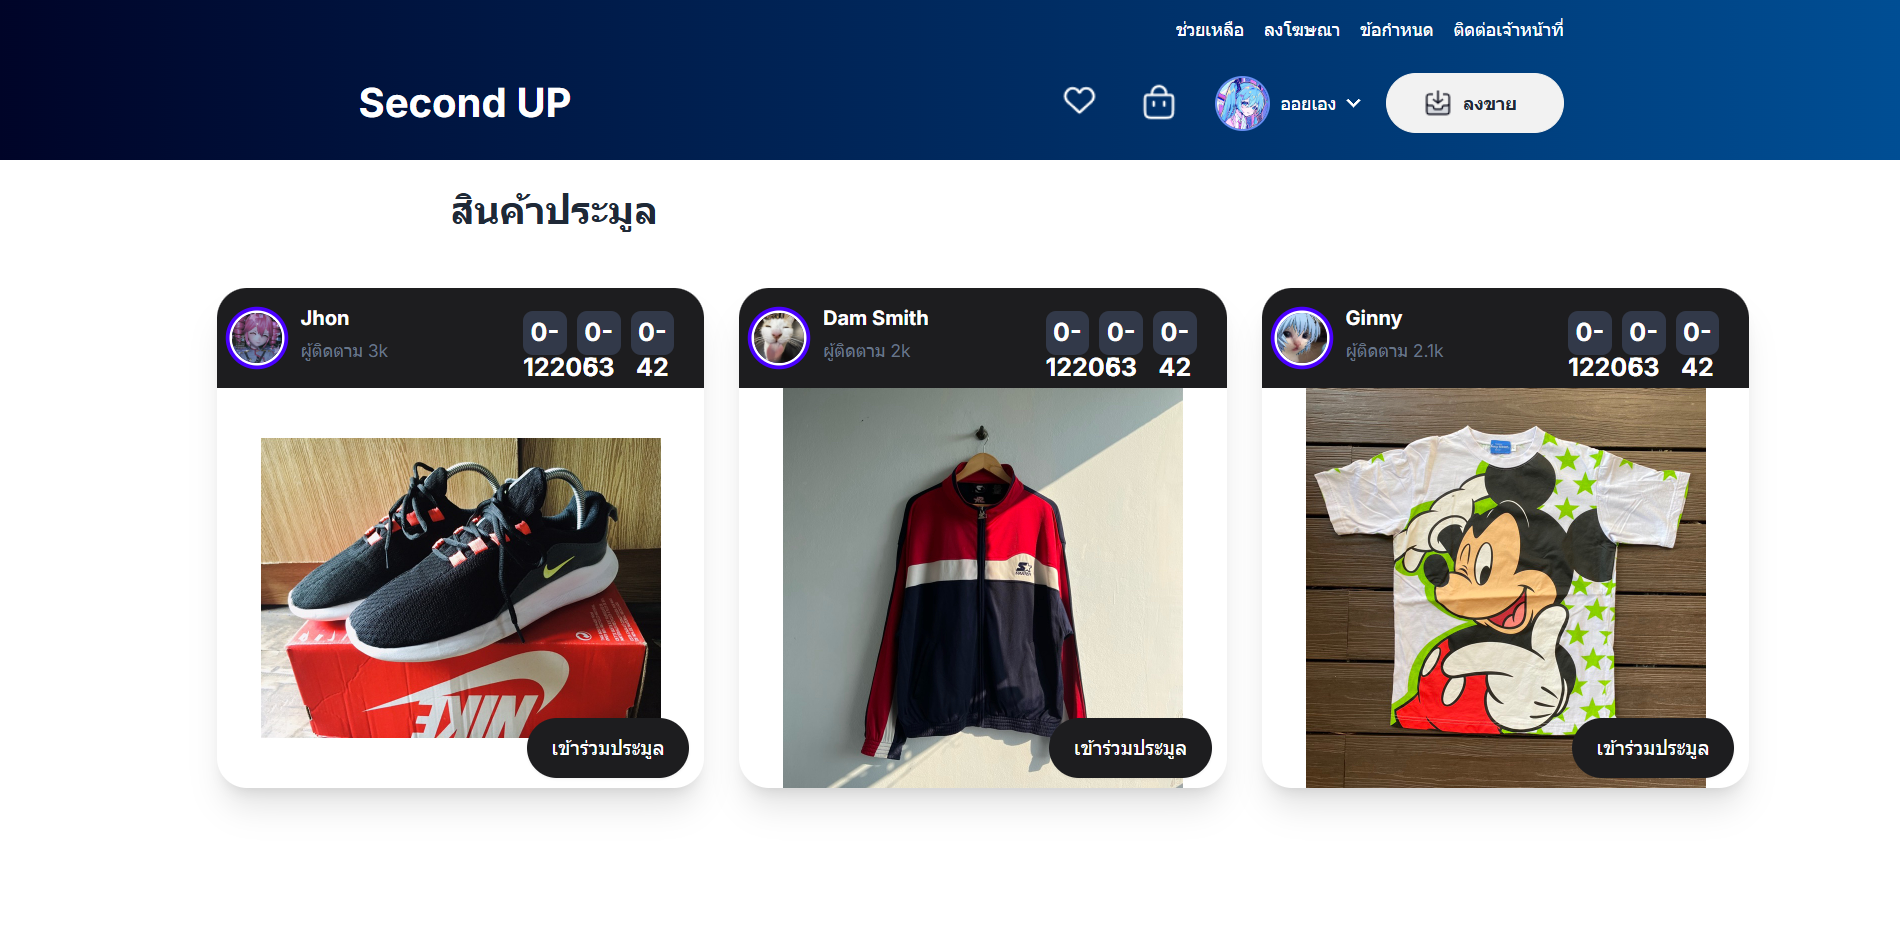 ช่วยเหลือ ลงโฆษณา ข้อกำหนด ติดต่อเจ้าหน้าที่
Second UP
ออยเอง
ลงขาย
สินค้าประมูล
Jhon
ผู้ติดตาม 3k
0- 0- 0-
12206 53 42
เข้าร่วมประมูล
Dam Smith
ผู้ติดตาม 2k
0- 0- 0-
12206 53 42
เข้าร่วมประมูล
Ginny
ผู้ติดตาม 2.1k
0- 0- 0-
12206 53 42
เข้าร่วมประมูล
NIKE